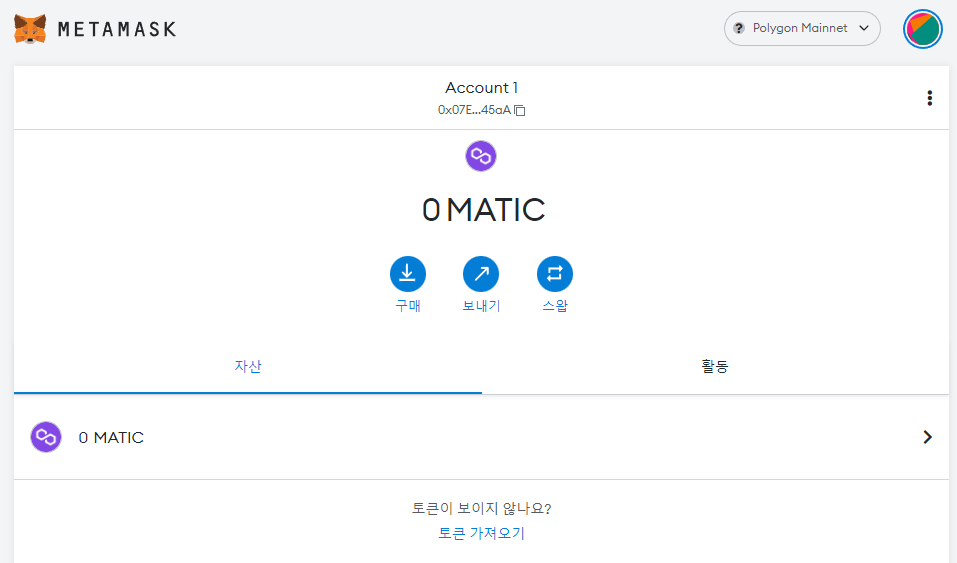 METAMASK
Polygon Mainnet
Account 1
0x07E...45aA
0 MATIC
구매
보내기
스왑
자산
활동
0 MATIC
토큰이 보이지 않나요?
토큰 가져오기